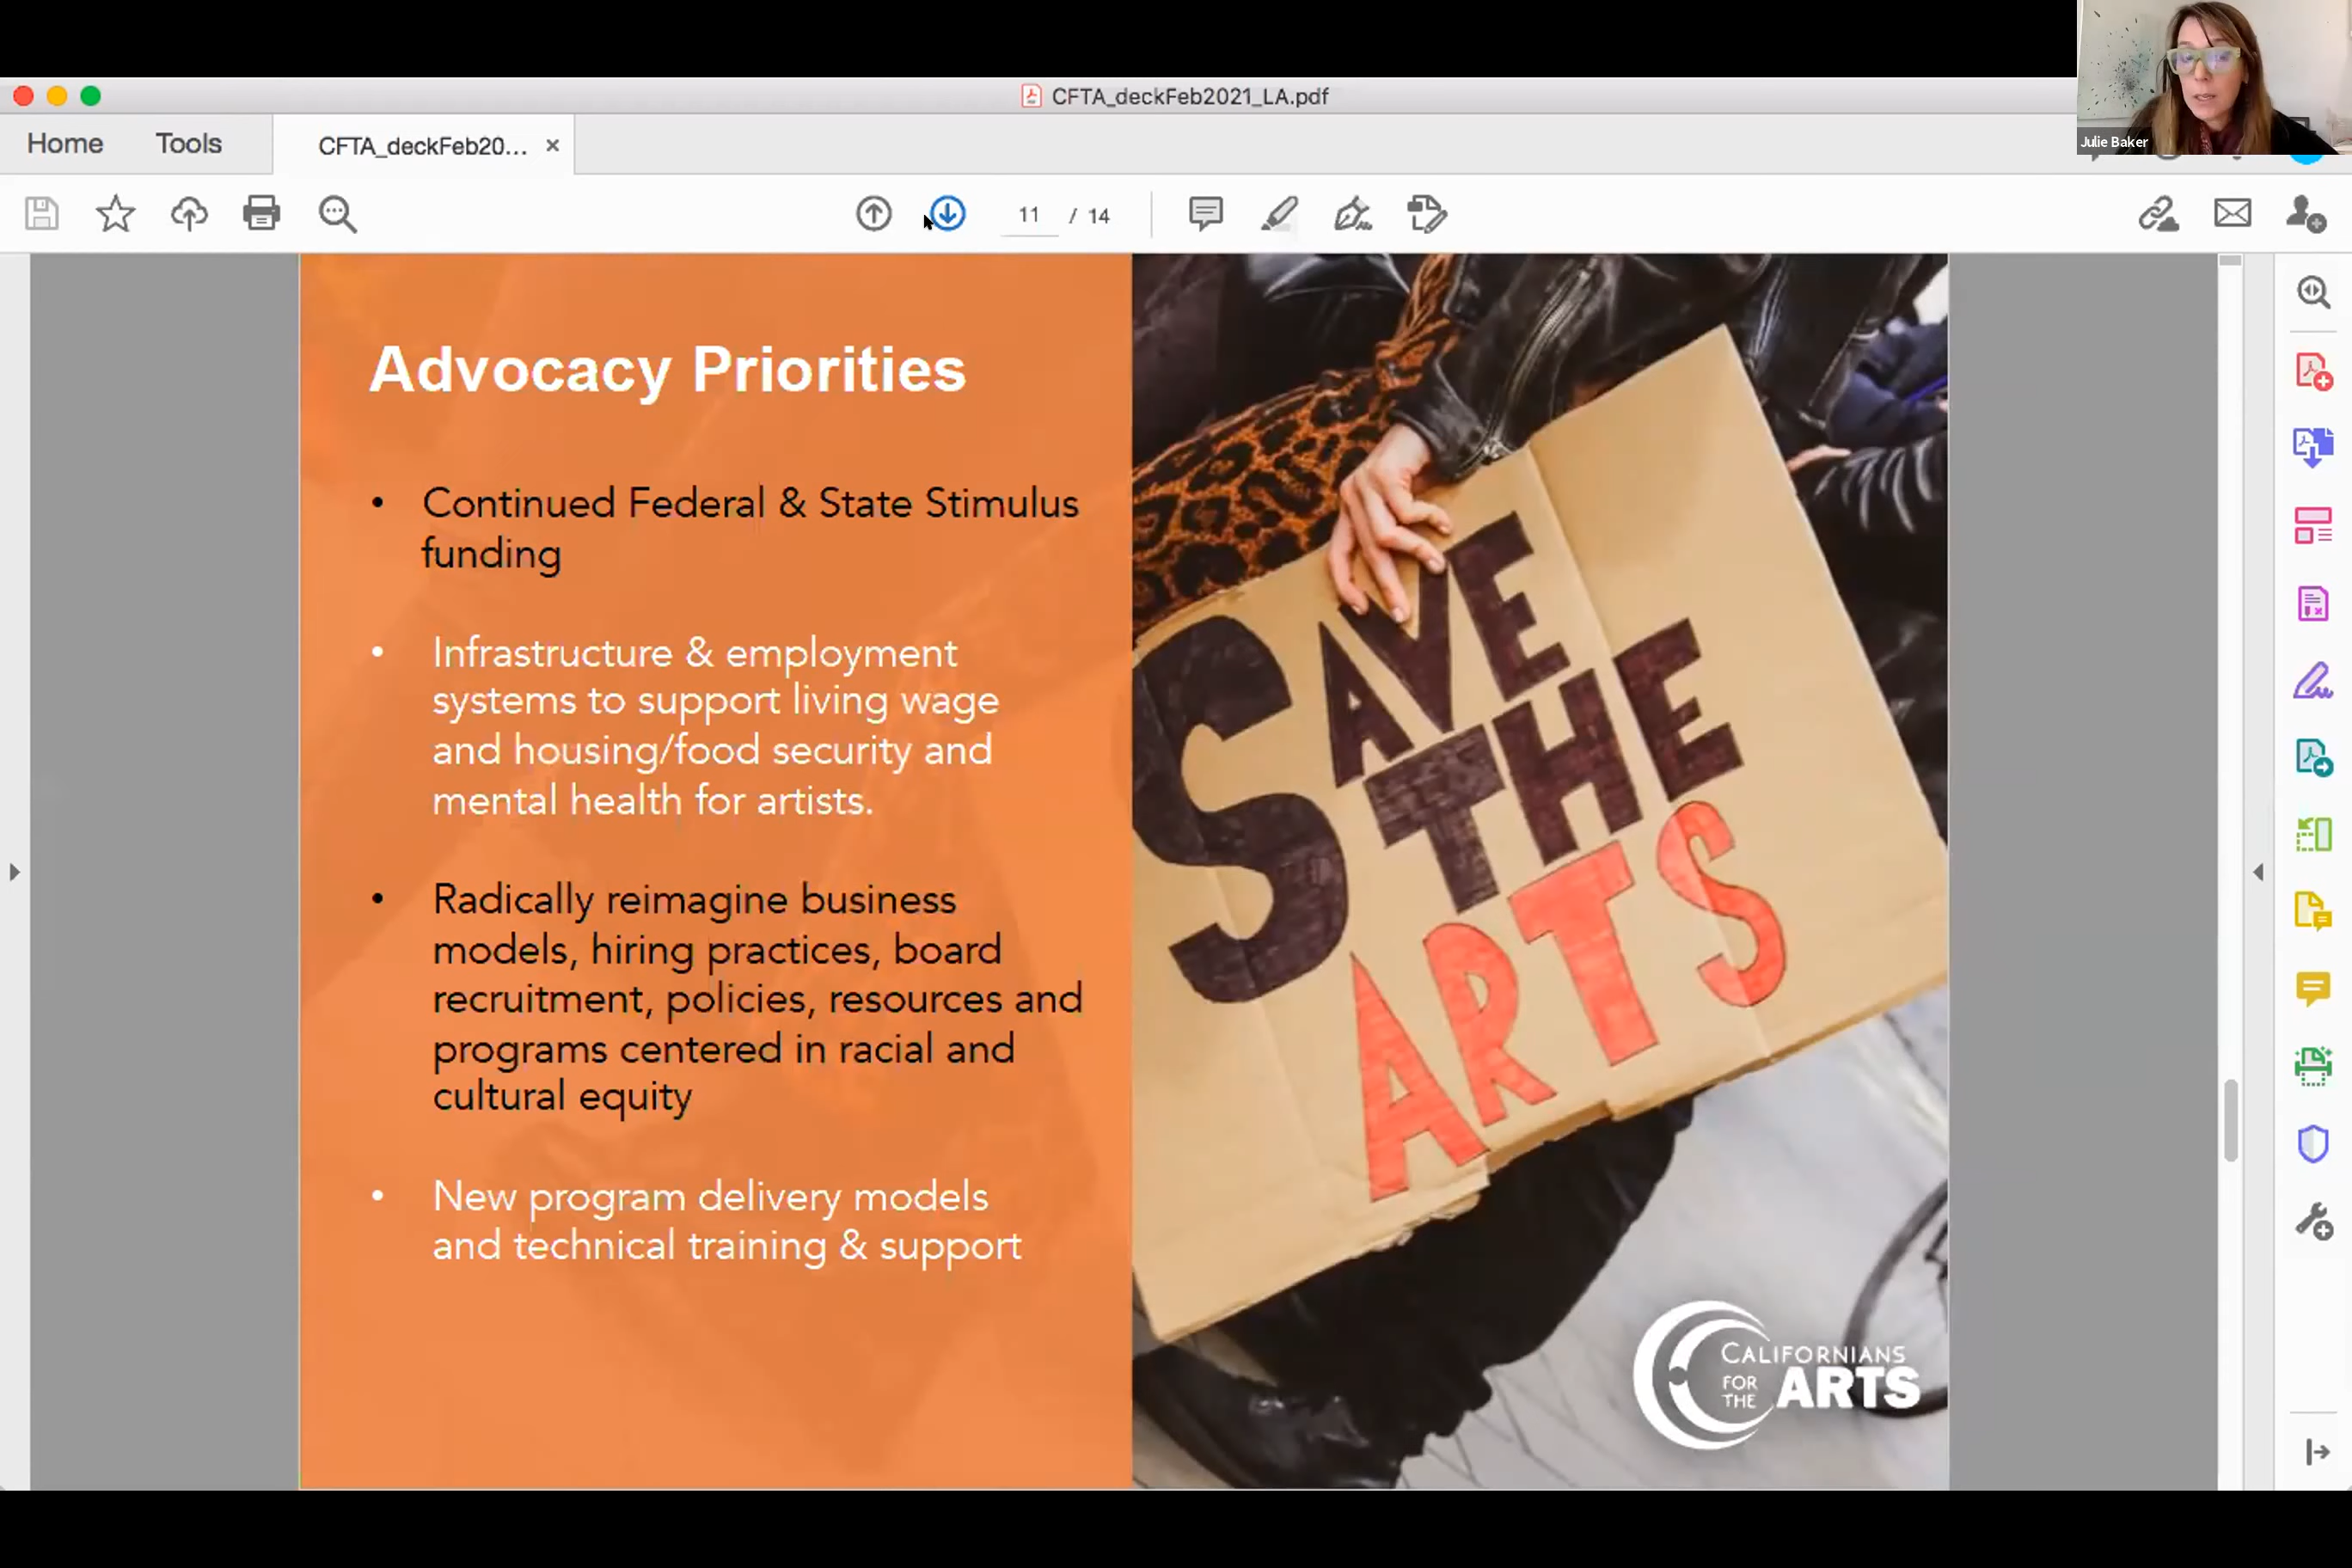 CFTA_deckFeb2021_LA.pdf
Julie Baker
Home Tools CFTA_deckFeb20... ×
11 / 14
Advocacy Priorities
• Continued Federal & State Stimulus
funding
• Infrastructure & employment
systems to support living wage
and housing/food security and
mental health for artists.
• Radically reimagine business
models, hiring practices, board
recruitment, policies, resources and
programs centered in racial and
cultural equity
• New program delivery models
and technical training & support
SAVE
THE
ARTS
CALIFORNIANS
FOR
THE ARTS